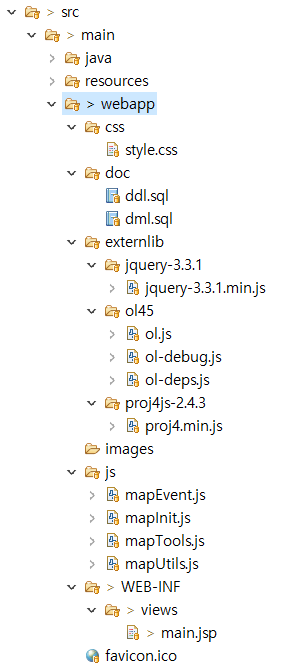 > src
> main
java
resources
> webapp
css
style.css
doc
ddl.sql
dml.sql
externlib
jquery-3.3.1
jquery-3.3.1.min.js
ol45
ol.js
ol-debug.js
ol-deps.js
proj4js-2.4.3
proj4.min.js
images
js
mapEvent.js
mapInit.js
mapTools.js
mapUtils.js
> WEB-INF
> views
> main.jsp
favicon.ico